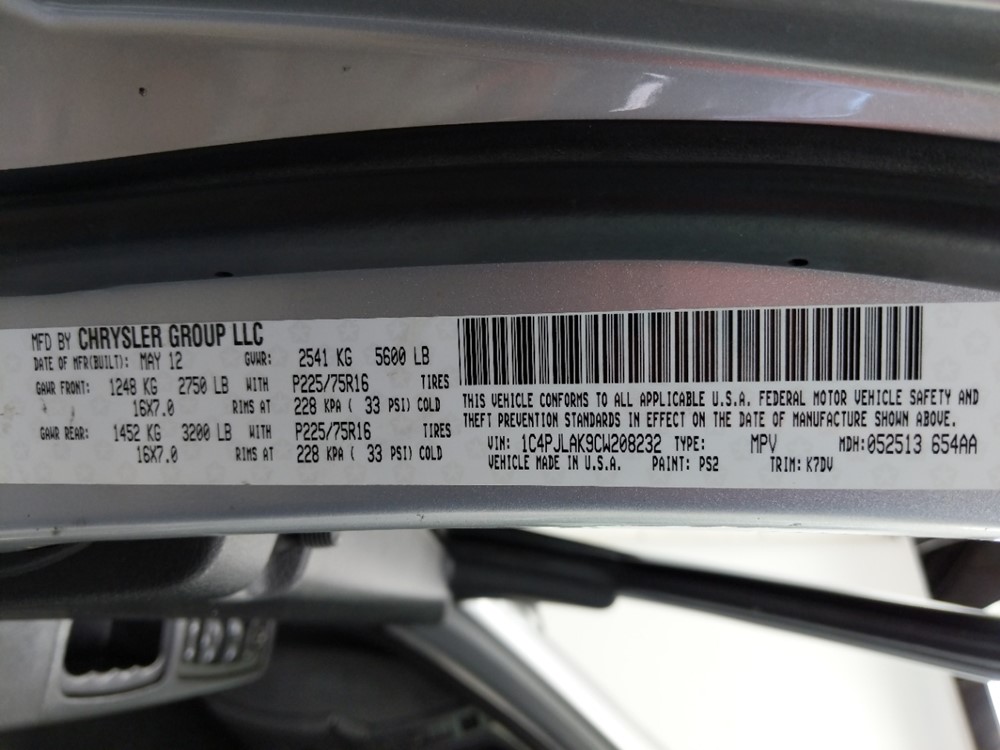 MFD BY CHRYSLER GROUP LLC
DATE OF MFR(BUILT): MAY 12 GVWR: 2541 KG 5600 LB
GAWR FRONT: 1248 KG 2750 LB WITH P225/75R16 TIRES
16X7.0 RIMS AT 228 KPA ( 33 PSI) COLD
GAWR REAR: 1452 KG 3200 LB WITH P225/75R16 TIRES
16X7.0 RIMS AT 228 KPA ( 33 PSI) COLD
THIS VEHICLE CONFORMS TO ALL APPLICABLE U.S.A. FEDERAL MOTOR VEHICLE SAFETY AND
THEFT PREVENTION STANDARDS IN EFFECT ON THE DATE OF MANUFACTURE SHOWN ABOVE.
VIN: 1C4PJLAK9CW208232 TYPE: MPV MDH: 052513 654AA
VEHICLE MADE IN U.S.A. PAINT: PS2 TRIM: K7DV